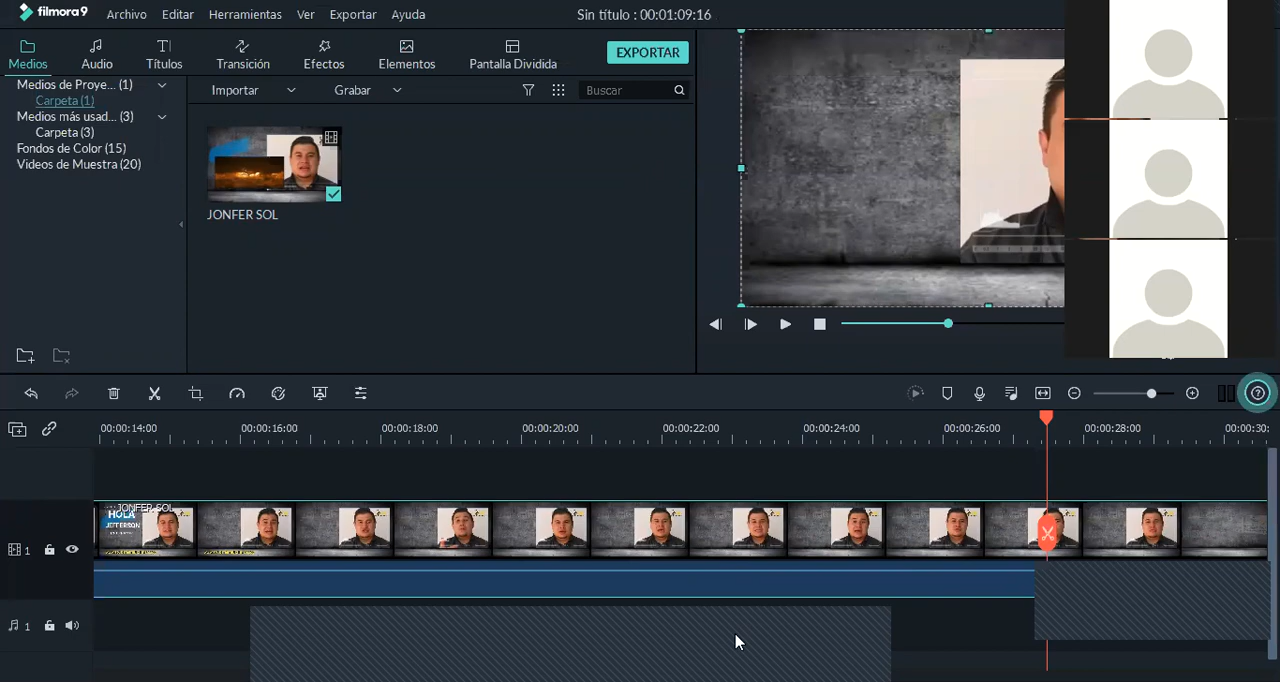 filmora9 Archivo Editar Herramientas Ver Exportar Ayuda Sin título : 00:01:09:16
Medios Audio Títulos Transición Efectos Elementos Pantalla Dividida EXPORTAR
Medios de Proye... (1)
Carpeta (1)
Medios más usad... (3)
Carpeta (3)
Fondos de Color (15)
Videos de Muestra (20)
Importar Grabar Buscar
JONFER SOL
00:00:14:00 00:00:16:00 00:00:18:00 00:00:20:00 00:00:22:00 00:00:24:00 00:00:26:00 00:00:28:00 00:00:30:
JONFER SOL
HOLA
JEFFERSON
1
1